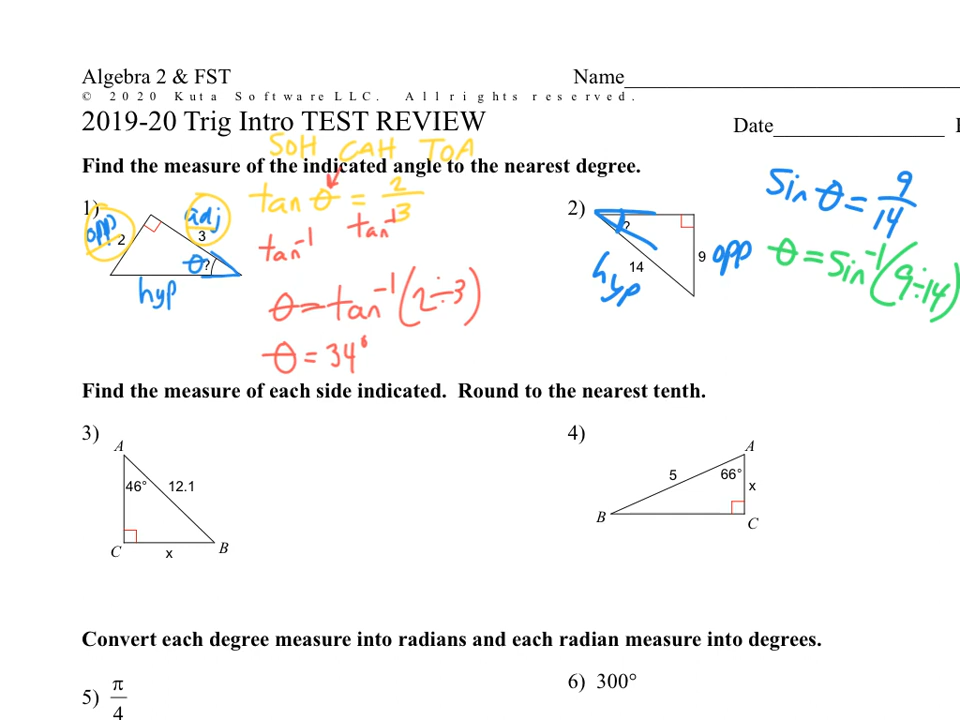 Algebra 2 & FST Name____________________
© 2020 Kuta Software LLC. All rights reserved.
2019-20 Trig Intro TEST REVIEW Date________________
SOH CAH TOA
Find the measure of the indicated angle to the nearest degree.
1)
opp 2
adj
3
θ?
hyp
tan θ = 2/3
tan⁻¹ tan⁻¹
θ = tan⁻¹(2÷3)
θ = 34°
2)
?
14
hyp
9 opp
sin θ = 9/14
θ = sin⁻¹(9÷14)
Find the measure of each side indicated. Round to the nearest tenth.
3)
A
46° 12.1
C x B
4)
A
5 66°
x
B
C
Convert each degree measure into radians and each radian measure into degrees.
5) π/4
6) 300°